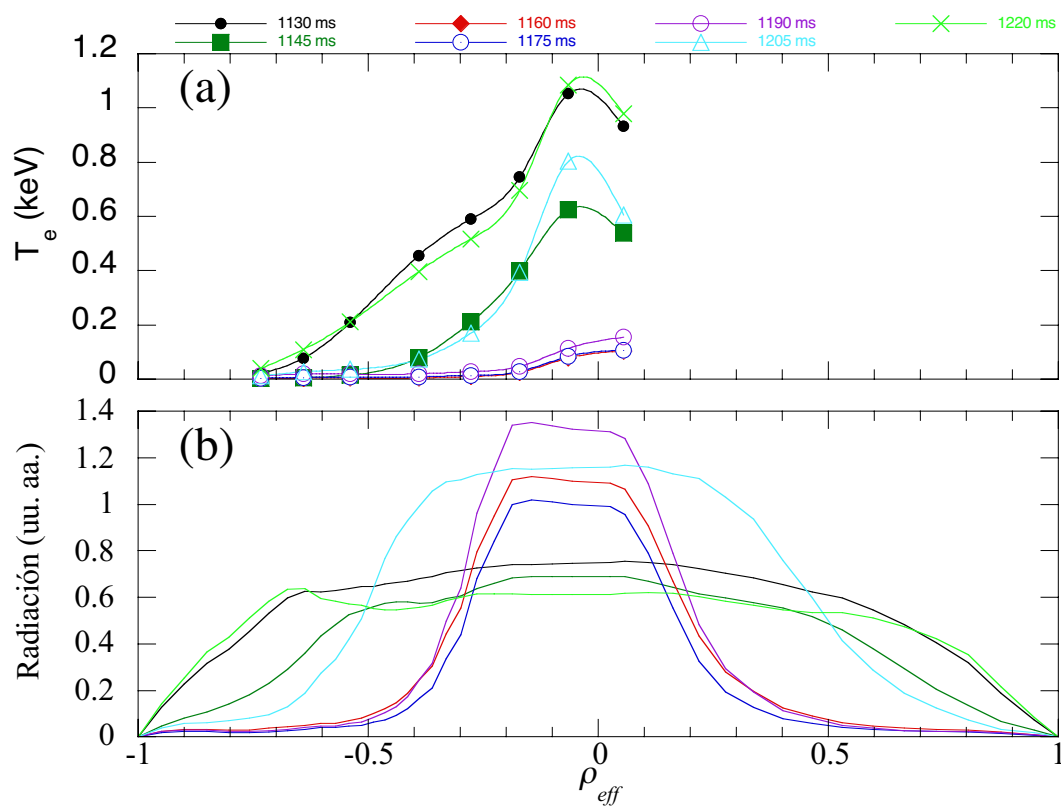 1130 ms 1160 ms 1190 ms 1220 ms
1145 ms 1175 ms 1205 ms
(a)
1.2
1
0.8
0.6
0.4
0.2
0
T_e (keV)
(b)
1.4
1.2
1
0.8
0.6
0.4
0.2
0
Radiación (uu. aa.)
-1 -0.5 0 0.5 1
ρ_eff